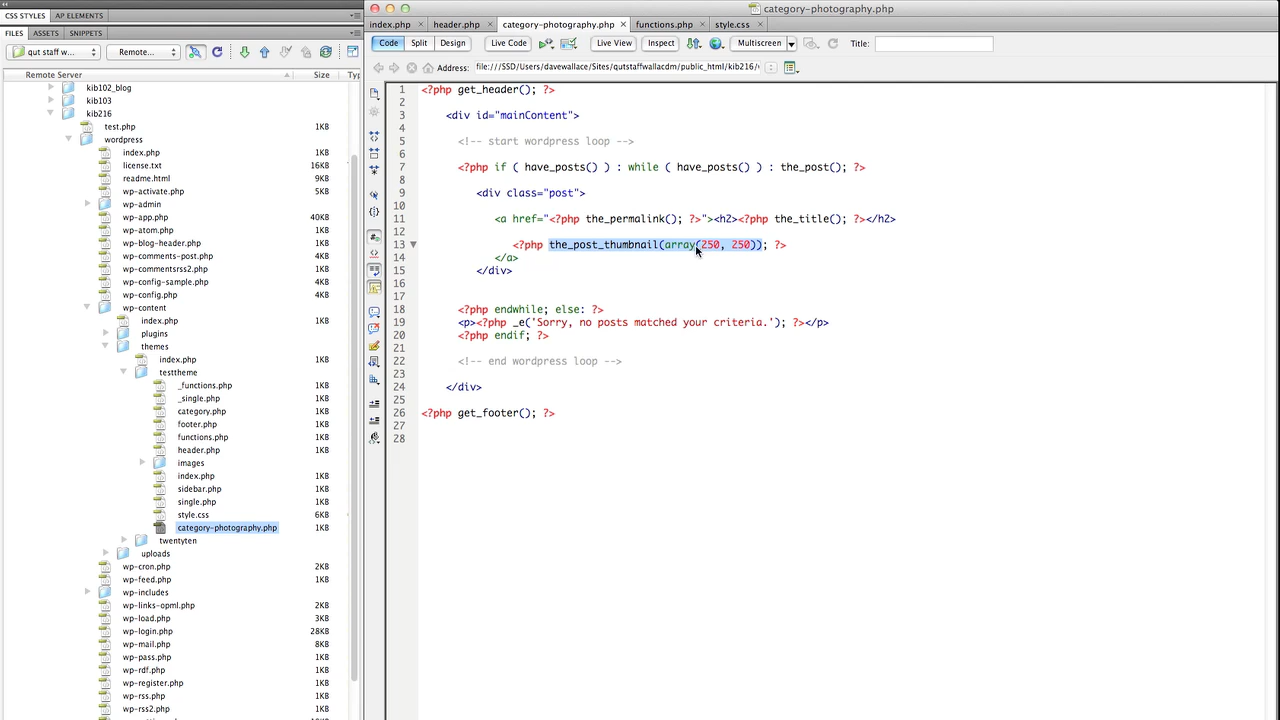 CSS STYLES AP ELEMENTS
FILES ASSETS SNIPPETS
qut staff w... Remote...
Remote Server Size Typ
kib102_blog
kib103
kib216
test.php 1KB
wordpress
index.php 1KB
license.txt 16KB
readme.html 9KB
wp-activate.php 5KB
wp-admin
wp-app.php 40KB
wp-atom.php 1KB
wp-blog-header.php 1KB
wp-comments-post.php 4KB
wp-commentsrss2.php 1KB
wp-config-sample.php 4KB
wp-config.php 4KB
wp-content
index.php 1KB
plugins
themes
index.php 1KB
testtheme
_functions.php 1KB
_single.php 1KB
category.php 1KB
footer.php 1KB
functions.php 1KB
header.php 1KB
images
index.php 1KB
sidebar.php 1KB
single.php 1KB
style.css 6KB
category-photography.php 1KB
twentyten
uploads
wp-cron.php 2KB
wp-feed.php 1KB
wp-includes
wp-links-opml.php 2KB
wp-load.php 3KB
wp-login.php 28KB
wp-mail.php 8KB
wp-pass.php 1KB
wp-rdf.php 1KB
wp-register.php 1KB
wp-rss.php 1KB
wp-rss2.php 1KB
category-photography.php
index.php header.php category-photography.php functions.php style.css
Code Split Design Live Code Live View Inspect Multiscreen Title:
Address: file:///SSD/Users/davewallace/Sites/qutstaffwallacdm/public_html/kib216/
1 <?php get_header(); ?>
2
3 <div id="mainContent">
4
5 <!-- start wordpress loop -->
6
7 <?php if ( have_posts() ) : while ( have_posts() ) : the_post(); ?>
8
9 <div class="post">
10
11 <a href="<?php the_permalink(); ?>"><h2><?php the_title(); ?></h2>
12
13 <?php the_post_thumbnail(array(250, 250)); ?>
14 </a>
15 </div>
16
17
18 <?php endwhile; else: ?>
19 <p><?php _e('Sorry, no posts matched your criteria.'); ?></p>
20 <?php endif; ?>
21
22 <!-- end wordpress loop -->
23
24 </div>
25
26 <?php get_footer(); ?>
27
28